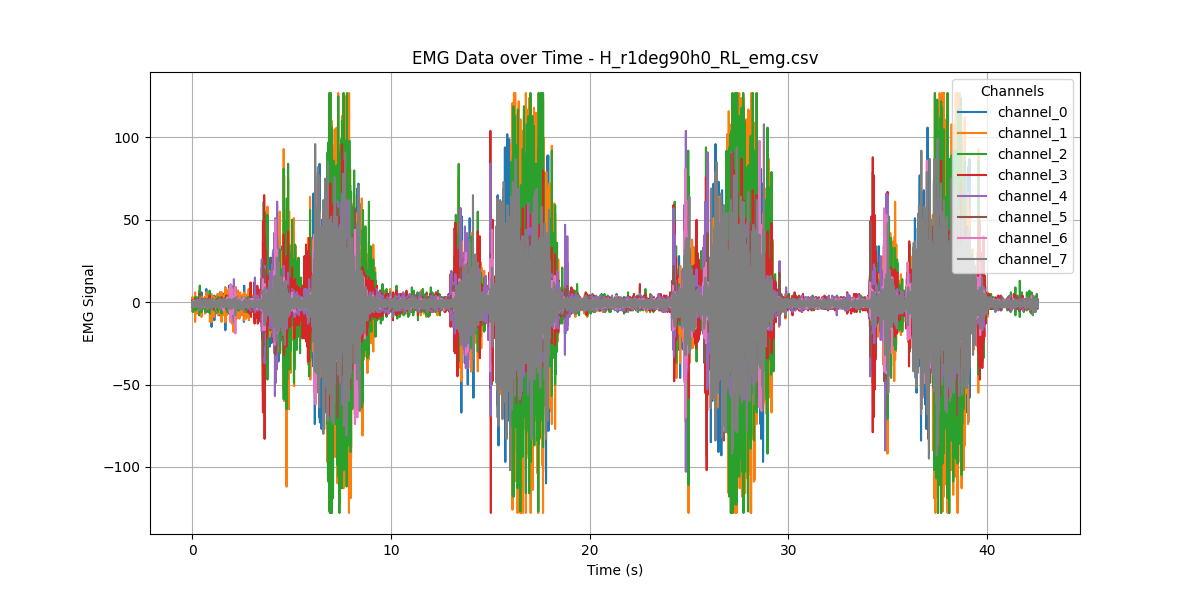 EMG Data over Time - H_r1deg90h0_RL_emg.csv
Channels
channel_0
channel_1
channel_2
channel_3
channel_4
channel_5
channel_6
channel_7
EMG Signal
100
50
0
−50
−100
0 10 20 30 40
Time (s)